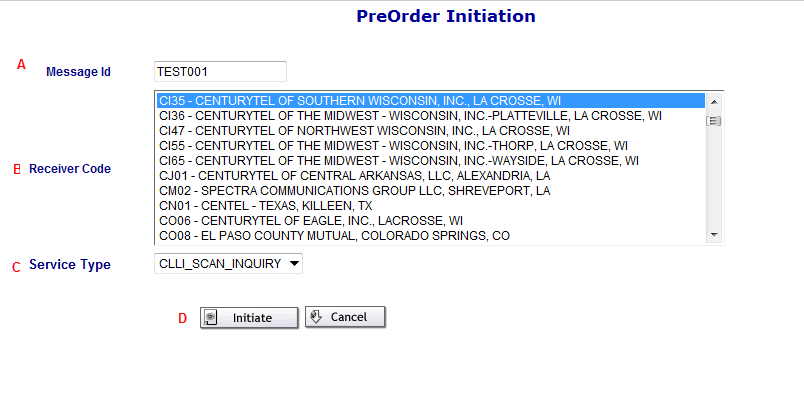 PreOrder Initiation
A Message Id TEST001
CI35 - CENTURYTEL OF SOUTHERN WISCONSIN, INC., LA CROSSE, WI
CI36 - CENTURYTEL OF THE MIDWEST - WISCONSIN, INC.-PLATTEVILLE, LA CROSSE, WI
CI47 - CENTURYTEL OF NORTHWEST WISCONSIN, INC., LA CROSSE, WI
CI55 - CENTURYTEL OF THE MIDWEST - WISCONSIN, INC.-THORP, LA CROSSE, WI
CI65 - CENTURYTEL OF THE MIDWEST - WISCONSIN, INC.-WAYSIDE, LA CROSSE, WI
B Receiver Code
CJ01 - CENTURYTEL OF CENTRAL ARKANSAS, LLC, ALEXANDRIA, LA
CM02 - SPECTRA COMMUNICATIONS GROUP LLC, SHREVEPORT, LA
CN01 - CENTEL - TEXAS, KILLEEN, TX
CO06 - CENTURYTEL OF EAGLE, INC., LACROSSE, WI
CO08 - EL PASO COUNTY MUTUAL, COLORADO SPRINGS, CO
C Service Type CLLI_SCAN_INQUIRY
D Initiate Cancel